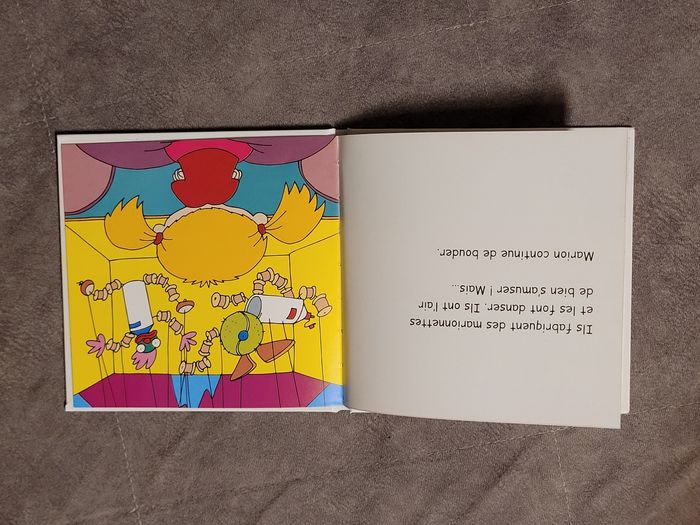 Ils fabriquent des marionnettes
et les font danser. Ils ont l'air
de bien s'amuser ! Mais...
Marion continue de bouder.